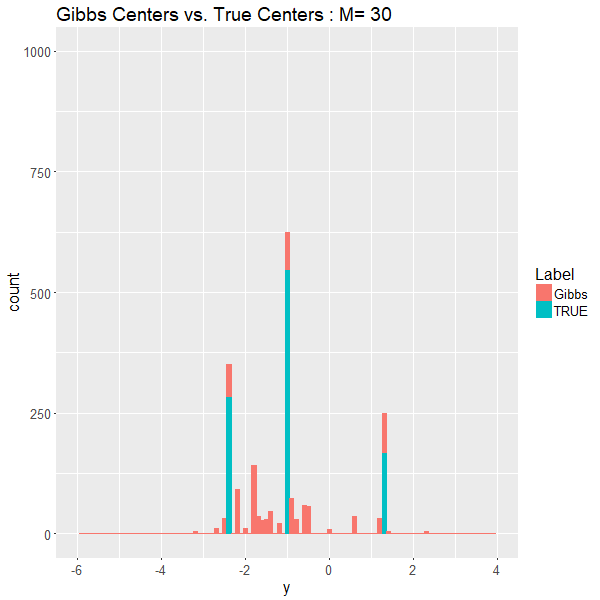 Gibbs Centers vs. True Centers : M= 30
1000
750
500
250
0
count
-6 -4 -2 0 2 4
y
Label
Gibbs
TRUE